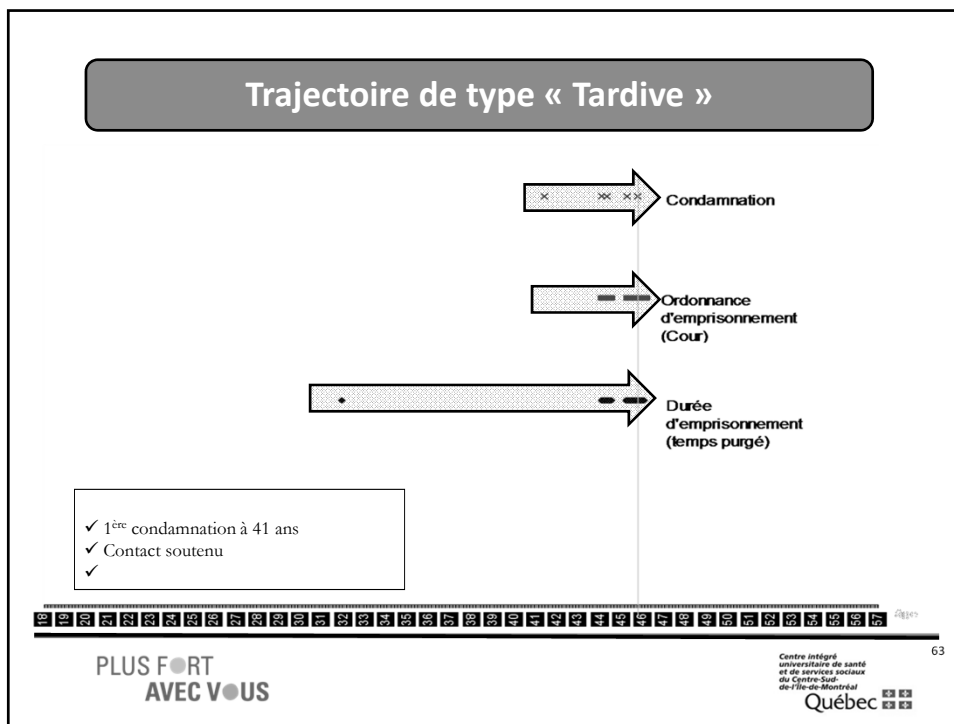 Trajectoire de type « Tardive »
Condamnation
Ordonnance
d'emprisonnement
(Cour)
Durée
d'emprisonnement
(temps purgé)
✓ 1ère condamnation à 41 ans
✓ Contact soutenu
✓
18 19 20 21 22 23 24 25 26 27 28 29 30 31 32 33 34 35 36 37 38 39 40 41 42 43 44 45 46 47 48 49 50 51 52 53 54 55 56 57
63
PLUS FORT
AVEC VOUS
Centre intégré
universitaire de santé
et de services sociaux
du Centre-Sud-
de-l'Île-de-Montréal
Québec